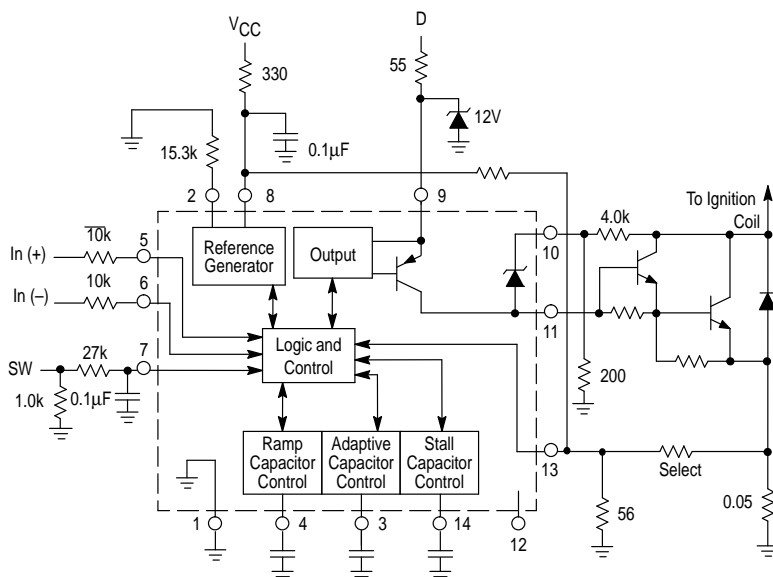 VCC
D
330
55
12V
0.1µF
15.3k
2
8
9
To Ignition
Coil
4.0k
10
In (+)
10k
5
Reference
Generator
Output
In (–)
10k
6
11
Logic and
Control
SW
27k
7
1.0k
0.1µF
200
Ramp
Capacitor
Control
Adaptive
Capacitor
Control
Stall
Capacitor
Control
13
Select
56
0.05
1
4
3
14
12